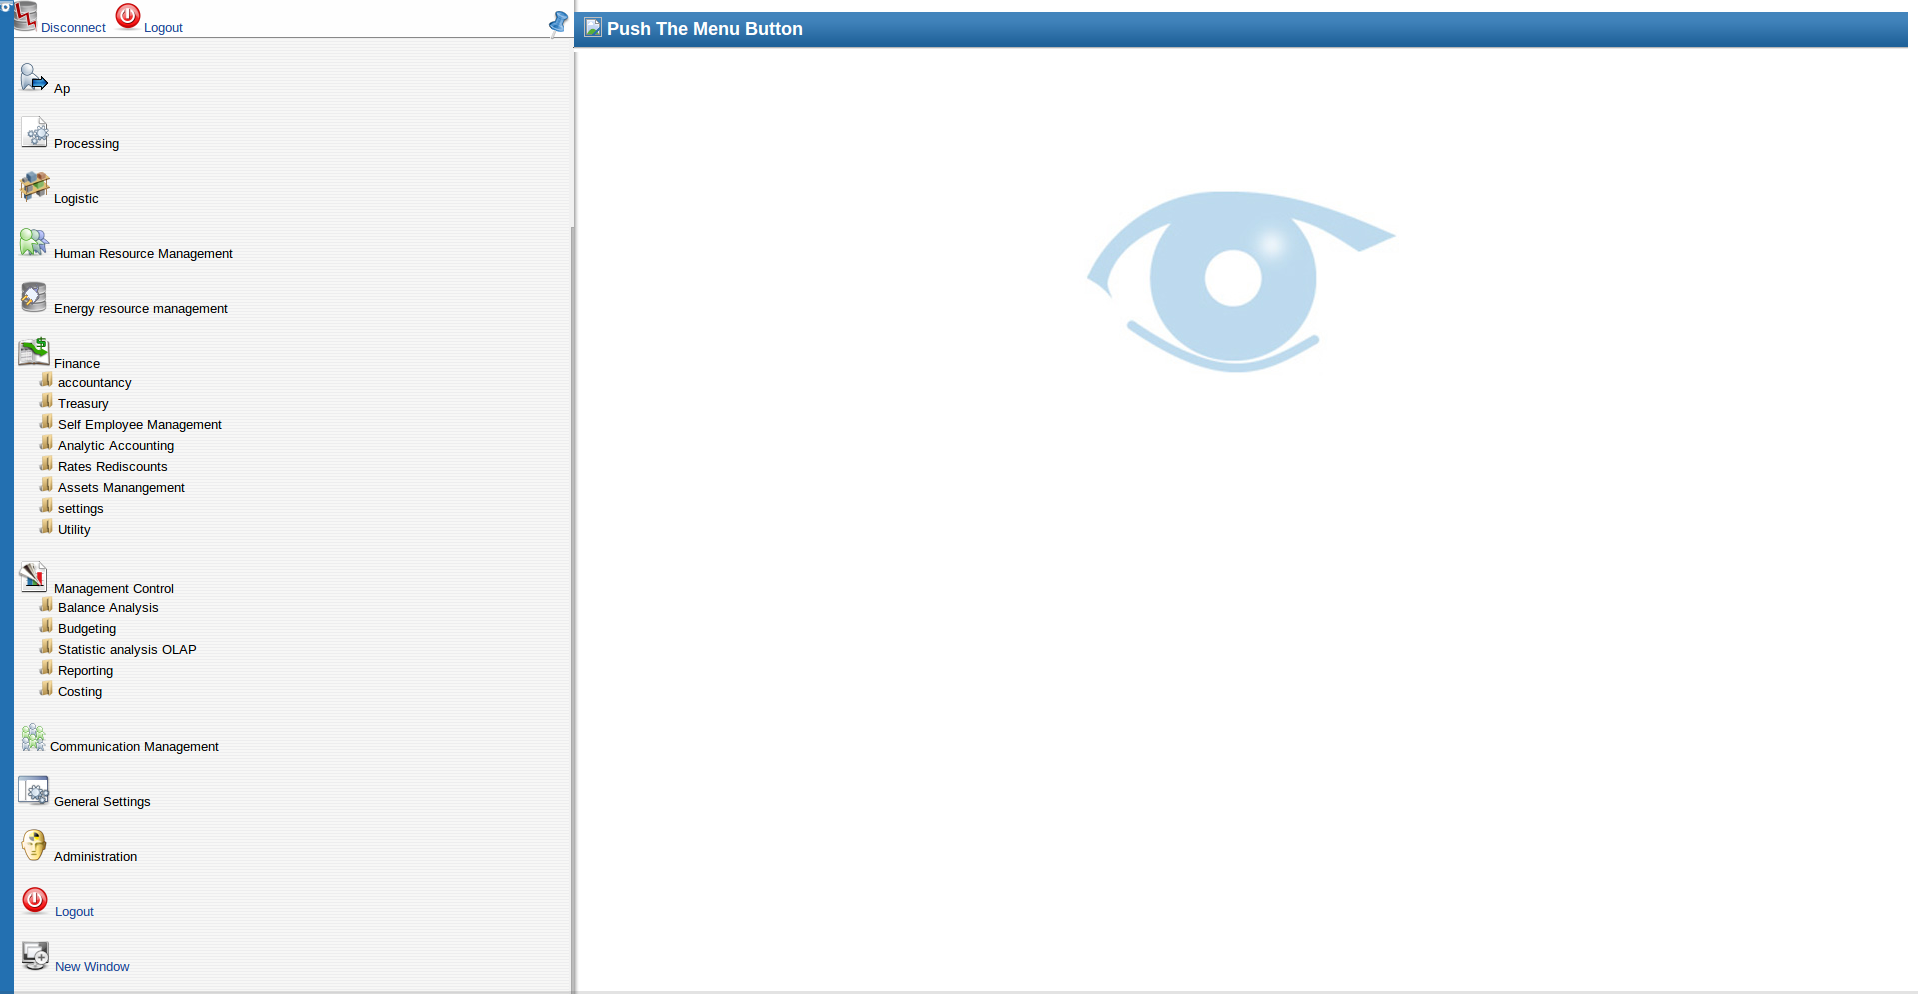 Disconnect Logout
Push The Menu Button
Ap
Processing
Logistic
Human Resource Management
Energy resource management
Finance
accountancy
Treasury
Self Employee Management
Analytic Accounting
Rates Rediscounts
Assets Manangement
settings
Utility
Management Control
Balance Analysis
Budgeting
Statistic analysis OLAP
Reporting
Costing
Communication Management
General Settings
Administration
Logout
New Window